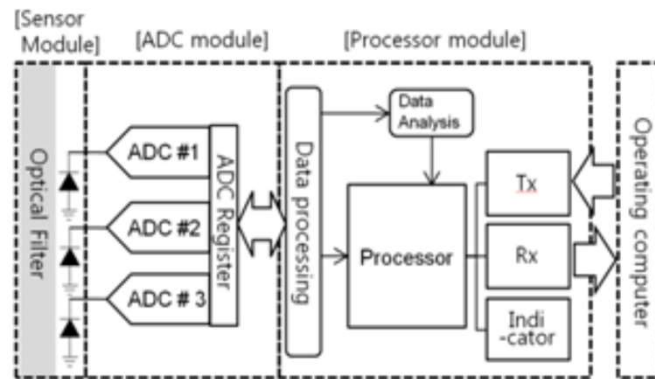 [Sensor
Module]
[ADC module]
[Processor module]
Optical Filter
ADC #1
ADC #2
ADC # 3
ADC Register
Data processing
Data
Analysis
Processor
Tx
Rx
Indi
-cator
Operating computer